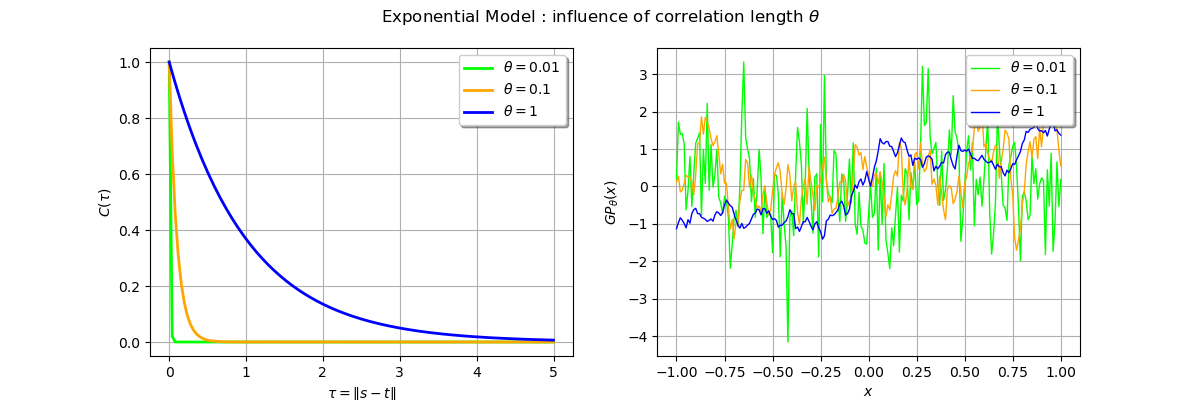 Exponential Model : influence of correlation length θ
C(τ)
1.0
0.8
0.6
0.4
0.2
0.0
θ = 0.01
θ = 0.1
θ = 1
0 1 2 3 4 5
τ = ‖s − t‖
GPθ(x)
3
2
1
0
−1
−2
−3
−4
θ = 0.01
θ = 0.1
θ = 1
−1.00 −0.75 −0.50 −0.25 0.00 0.25 0.50 0.75 1.00
x